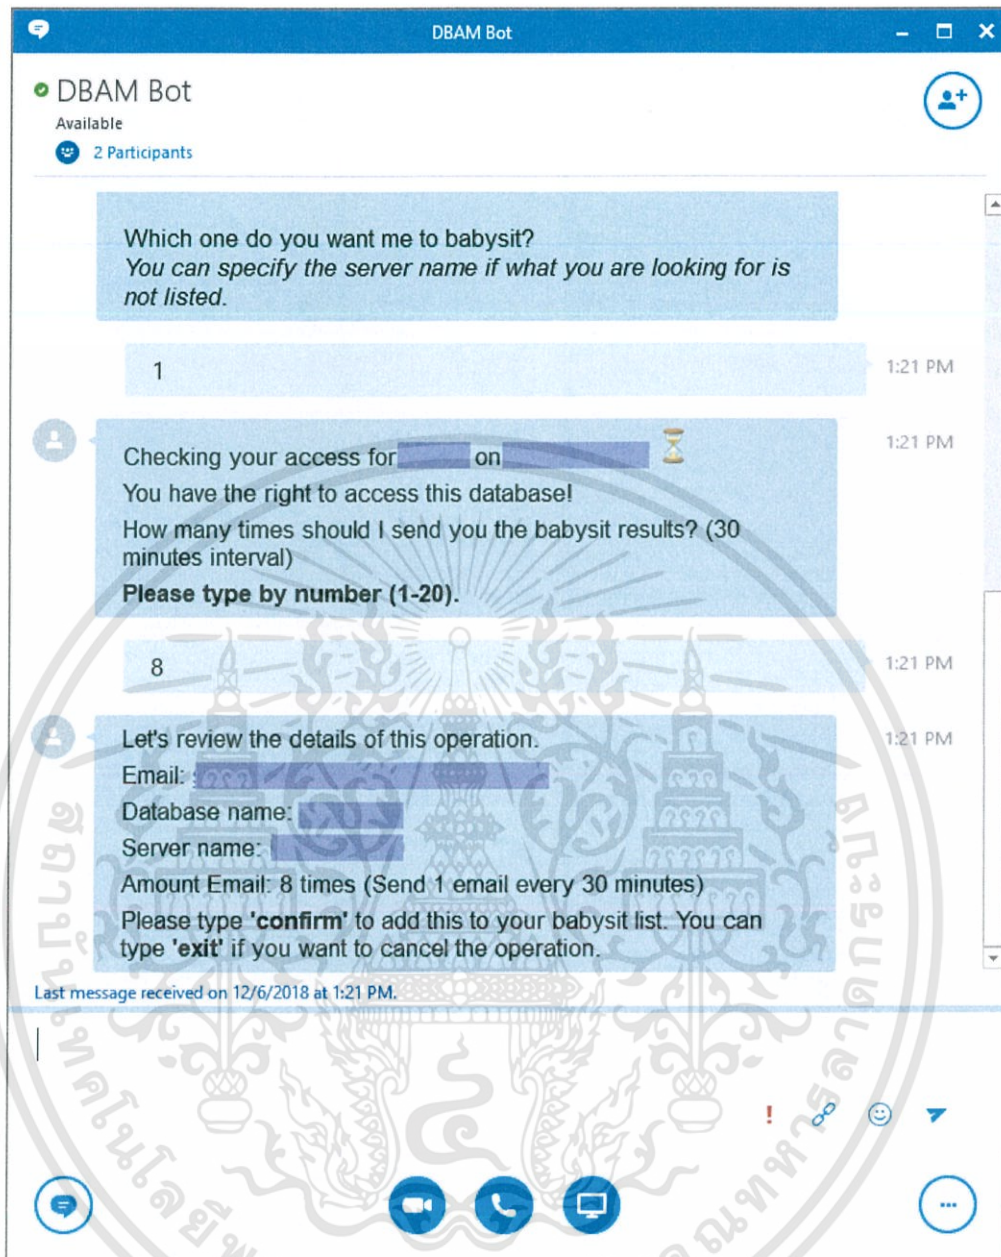 DBAM Bot
DBAM Bot
Available
2 Participants
Which one do you want me to babysit?
You can specify the server name if what you are looking for is
not listed.
1
1:21 PM
Checking your access for on
1:21 PM
You have the right to access this database!
How many times should I send you the babysit results? (30
minutes interval)
Please type by number (1-20).
8
1:21 PM
Let's review the details of this operation.
1:21 PM
Email:
Database name:
Server name:
Amount Email: 8 times (Send 1 email every 30 minutes)
Please type 'confirm' to add this to your babysit list. You can
type 'exit' if you want to cancel the operation.
Last message received on 12/6/2018 at 1:21 PM.